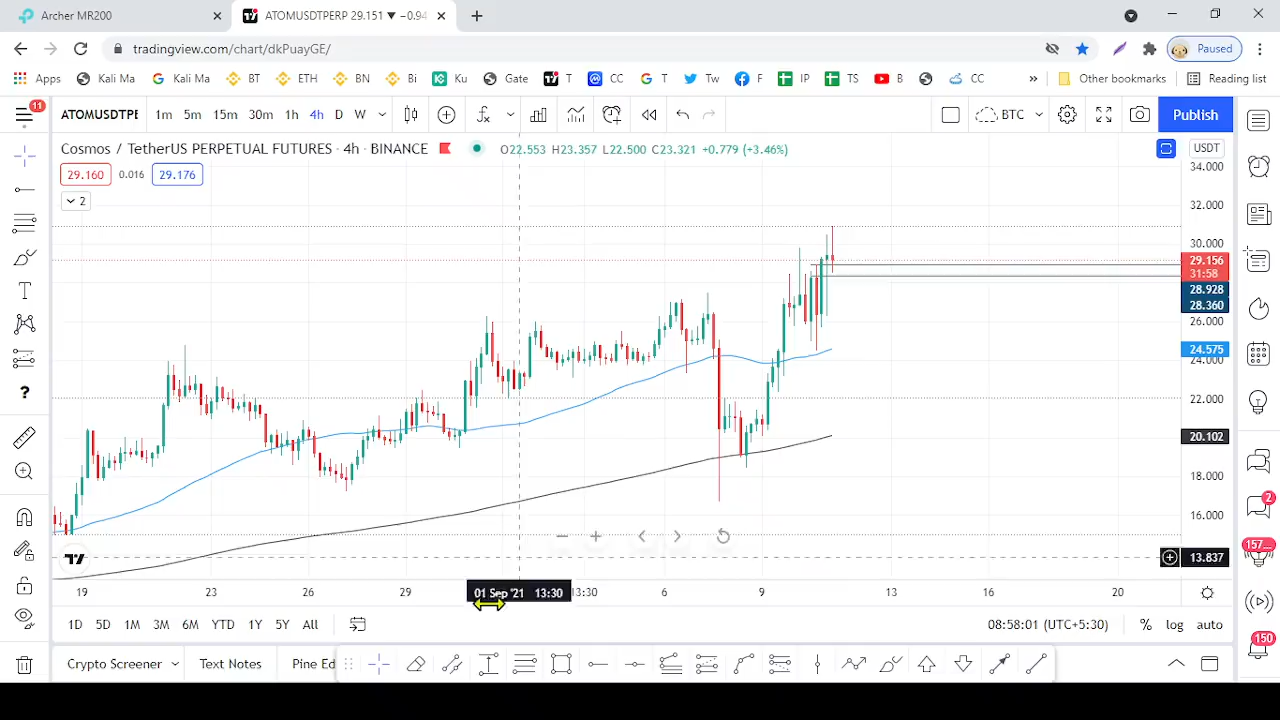 Archer MR200
ATOMUSDTPERP 29.151 ▼ −0.94
tradingview.com/chart/dkPuayGE/
Paused
Apps Kali Ma Kali Ma BT ETH BN Bi Ku Gate T CC T Tw F IP TS B CC » Other bookmarks Reading list
11 ATOMUSDTPE 1m 5m 15m 30m 1h 4h D W BTC Publish
Cosmos / TetherUS PERPETUAL FUTURES · 4h · BINANCE O22.553 H23.357 L22.500 C23.321 +0.779 (+3.46%) USDT
29.160 0.016 29.176
2
34.000
32.000
30.000
29.156
31:58
28.928
28.360
26.000
24.575
24.000
22.000
20.102
18.000
16.000
13.837
19 23 26 29 01 Sep '21 13:30 13:30 6 9 13 16 20
1D 5D 1M 3M 6M YTD 1Y 5Y All 08:58:01 (UTC+5:30) % log auto
Crypto Screener Text Notes Pine Ed
2
157...
150